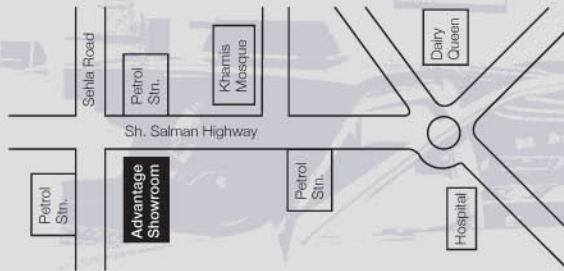 Sehla Road
Petrol
Stn.
Khamis
Mosque
Dairy
Queen
Sh. Salman Highway
Petrol
Stn.
Advantage
Showroom
Petrol
Stn.
Hospital